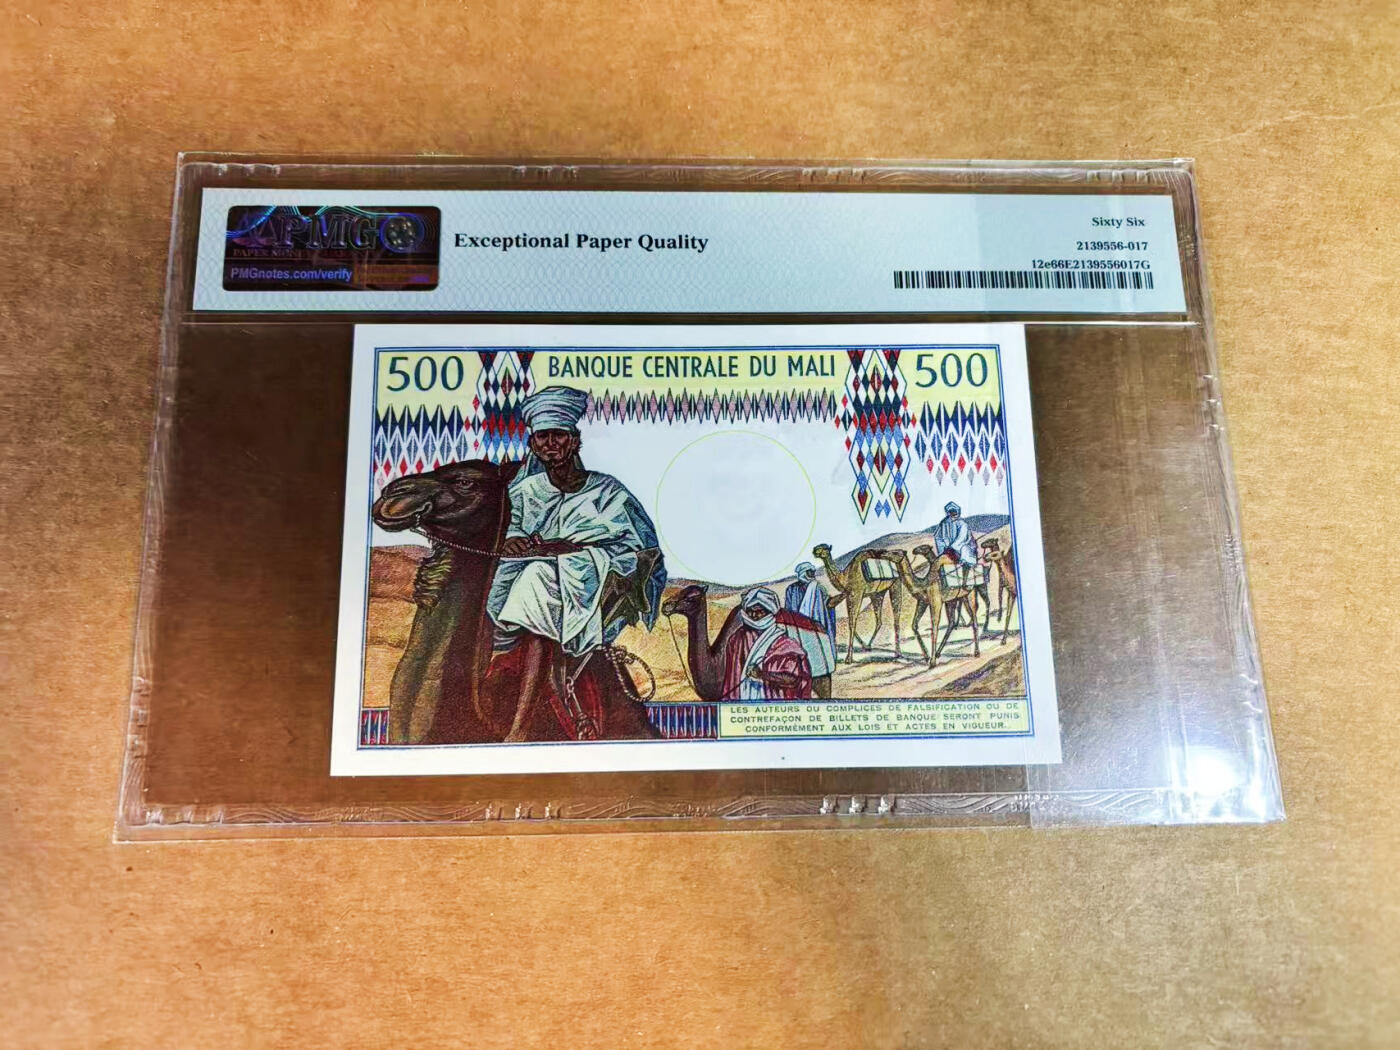 PMG
PAPER MONEY
PMGnotes.com/verify
Exceptional Paper Quality
Sixty Six
2139556-017
12e66E2139556017G
500
BANQUE CENTRALE DU MALI
500
LES AUTEURS OU COMPLICES DE FALSIFICATION OU DE
CONTREFAÇON DE BILLETS DE BANQUE SERONT PUNIS
CONFORMÉMENT AUX LOIS ET ACTES EN VIGUEUR.